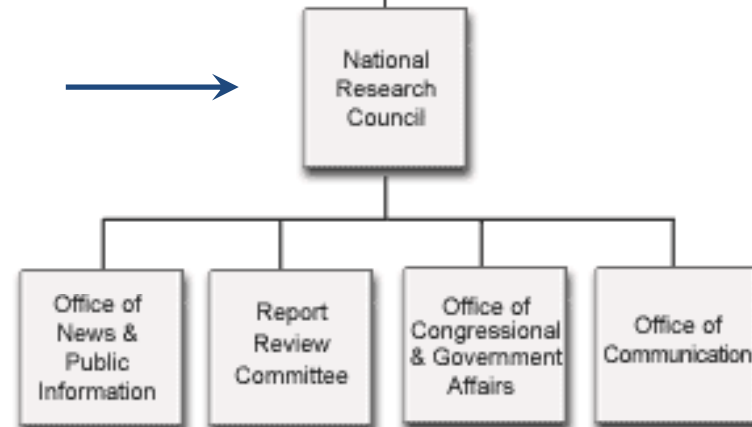 National
Research
Council
Office of
News &
Public
Information
Report
Review
Committee
Office of
Congressional
& Government
Affairs
Office of
Communication